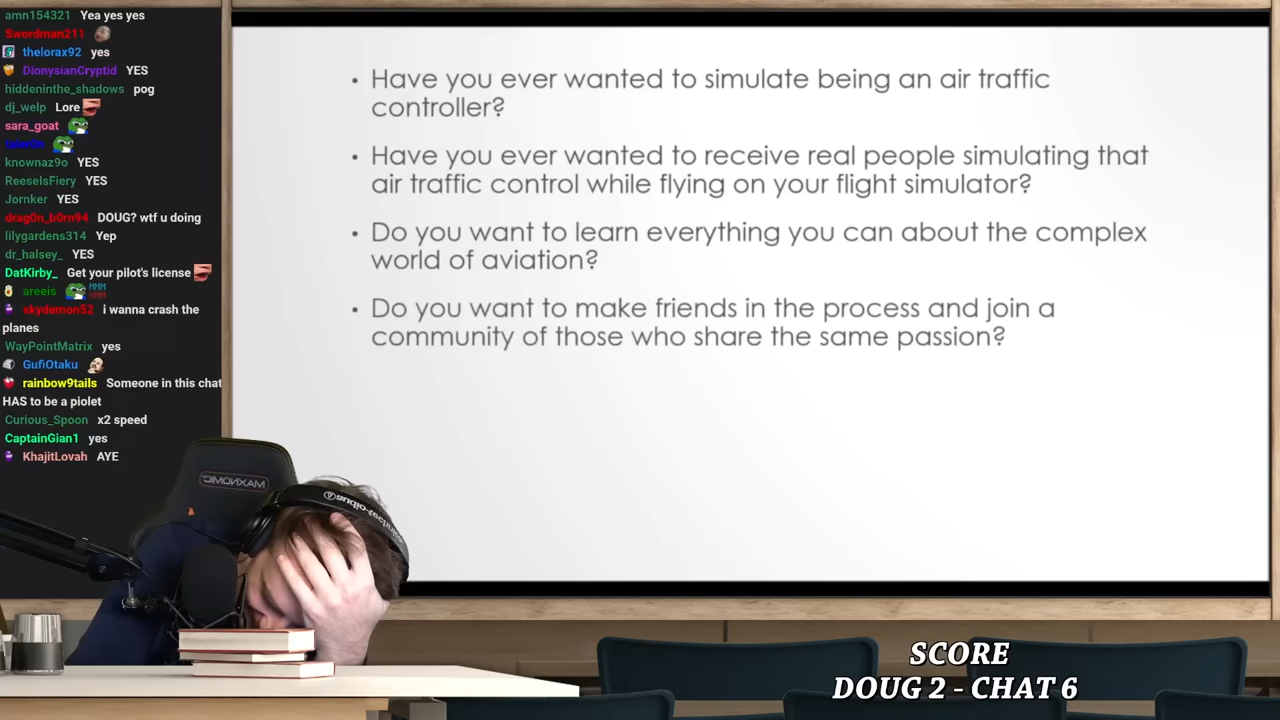 amn154321 Yea yes yes
Swordman211
thelorax92 yes
DionysianCryptid YES
hiddeninthe_shadows pog
dj_welp Lore
sara_goat
knownaz9o YES
ReeselsFiery YES
Jornker YES
drag0n_b0rn94 DOUG? wtf u doing
lilygardens314 Yep
dr_halsey_ YES
DatKirby_ Get your pilot's license
areeis
skydemon52 i wanna crash the
planes
WayPointMatrix yes
GufiOtaku
rainbow9tails Someone in this chat
HAS to be a piolet
Curious_Spoon x2 speed
CaptainGian1 yes
KhajitLovah AYE
• Have you ever wanted to simulate being an air traffic
controller?
• Have you ever wanted to receive real people simulating that
air traffic control while flying on your flight simulator?
• Do you want to learn everything you can about the complex
world of aviation?
• Do you want to make friends in the process and join a
community of those who share the same passion?
MAXNOMIC
audio-technica
SCORE
DOUG 2 - CHAT 6